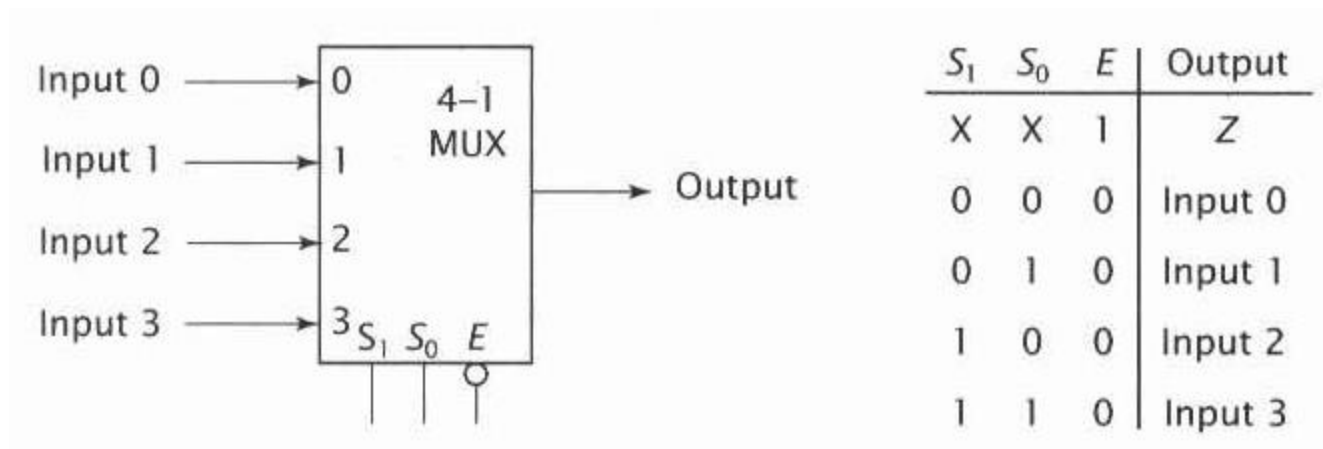 Input 0
Input 1
Input 2
Input 3
0
1
2
3
4–1
MUX
S₁ S₀ E
Output
S₁ S₀ E Output
X X 1 Z
0 0 0 Input 0
0 1 0 Input 1
1 0 0 Input 2
1 1 0 Input 3